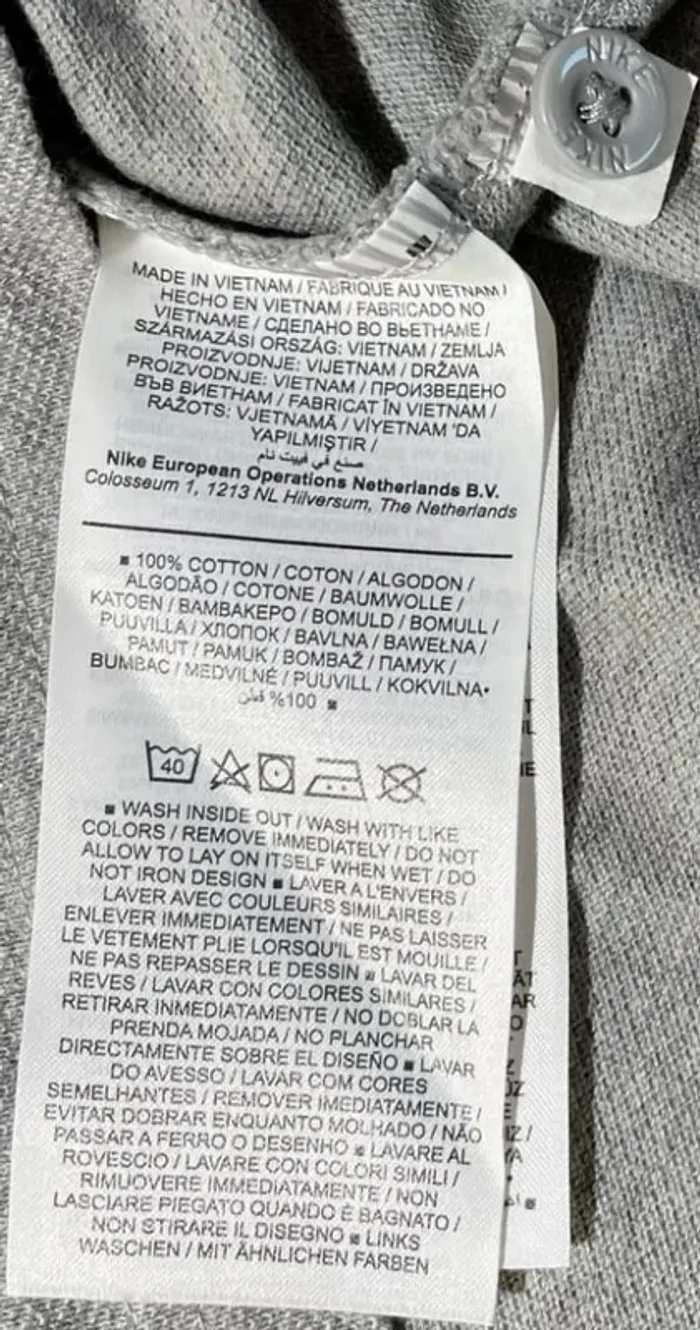 NIKE
NIKE
MADE IN VIETNAM / FABRIQUE AU VIETNAM /
HECHO EN VIETNAM / FABRICADO NO
VIETNAME / СДЕЛАНО ВО ВЬЕТНАМЕ /
SZÁRMAZÁSI ORSZÁG: VIETNAM / ZEMLJA
PROIZVODNJE: VIJETNAM / DRŽAVA
PROIZVODNJE: VIETNAM / ПРОИЗВЕДЕНО
ВЪВ ВИЕТНАМ / FABRICAT ÎN VIETNAM /
RAŽOTS: VJETNAMĀ / VİYETNAM 'DA
YAPILMIŞTIR /
صنع في فييت نام
Nike European Operations Netherlands B.V.
Colosseum 1, 1213 NL Hilversum, The Netherlands
■ 100% COTTON / COTON / ALGODON /
ALGODÃO / COTONE / BAUMWOLLE /
KATOEN / ΒΑΜΒΑΚΕΡΟ / BOMULD / BOMULL /
PUUVILLA / ХЛОПОК / BAVLNA / BAWEŁNA /
PAMUT / PAMUK / BOMBAŽ / ПАМУК /
BUMBAC / MEDVILNĖ / PUUVILL / KOKVILNA•
%100 قطن ■
40
■ WASH INSIDE OUT / WASH WITH LIKE
COLORS / REMOVE IMMEDIATELY / DO NOT
ALLOW TO LAY ON ITSELF WHEN WET / DO
NOT IRON DESIGN ■ LAVER A L'ENVERS /
LAVER AVEC COULEURS SIMILAIRES /
ENLEVER IMMEDIATEMENT / NE PAS LAISSER
LE VETEMENT PLIE LORSQU'IL EST MOUILLE /
NE PAS REPASSER LE DESSIN ■ LAVAR DEL
REVES / LAVAR CON COLORES SIMILARES /
RETIRAR INMEDIATAMENTE / NO DOBLAR LA
PRENDA MOJADA / NO PLANCHAR
DIRECTAMENTE SOBRE EL DISEÑO ■ LAVAR
DO AVESSO / LAVAR COM CORES
SEMELHANTES / REMOVER IMEDIATAMENTE /
EVITAR DOBRAR ENQUANTO MOLHADO / NÃO
PASSAR A FERRO O DESENHO ■ LAVARE AL
ROVESCIO / LAVARE CON COLORI SIMILI /
RIMUOVERE IMMEDIATAMENTE / NON
LASCIARE PIEGATO QUANDO È BAGNATO /
NON STIRARE IL DISEGNO ■ LINKS
WASCHEN / MIT ÄHNLICHEN FARBEN